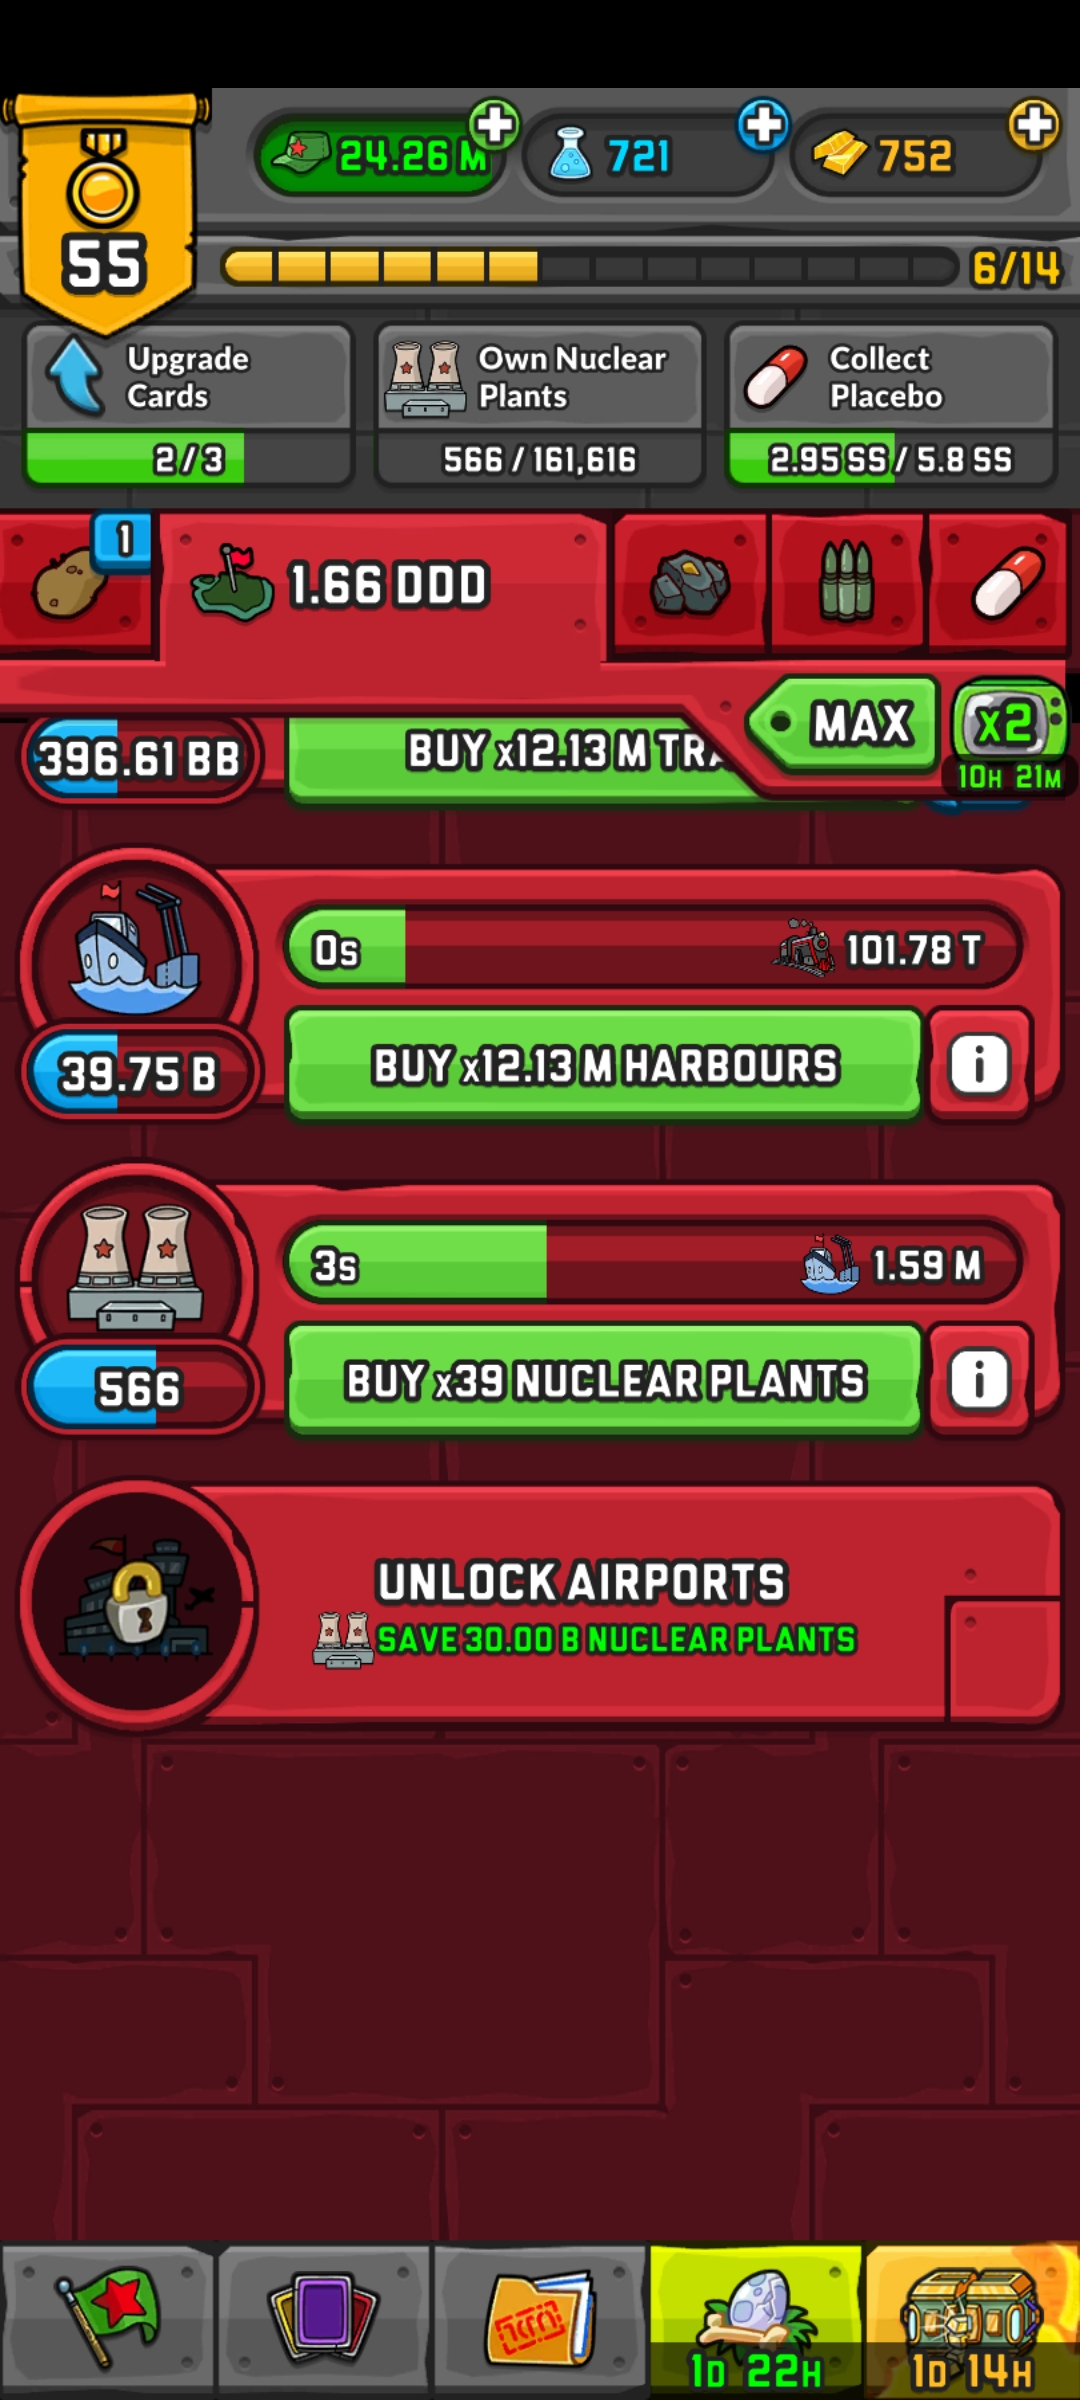 55
24.26 M
721
752
6/14
Upgrade Cards
2/3
Own Nuclear Plants
566 / 161,616
Collect Placebo
2.95 SS / 5.8 SS
1
1.66 DDD
MAX
X2
10H 21M
396.61 BB
BUY x12.13 M TRA
0s
101.78 T
39.75 B
BUY x12.13 M HARBOURS
i
3s
1.59 M
566
BUY x39 NUCLEAR PLANTS
i
UNLOCK AIRPORTS
SAVE 30.00 B NUCLEAR PLANTS
1D 22H
1D 14H